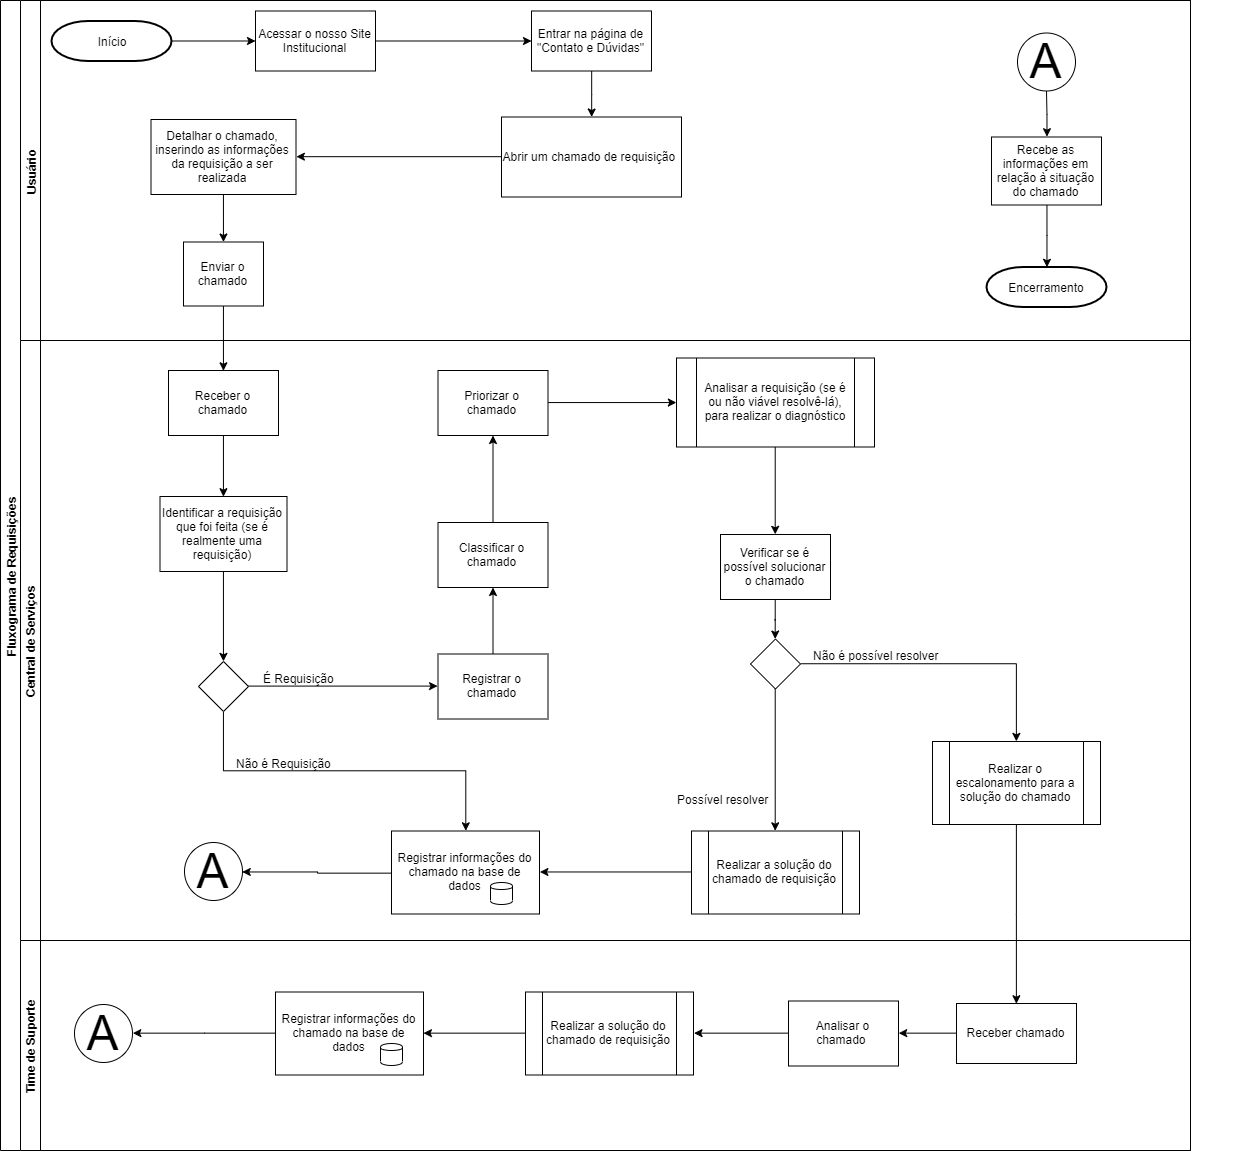 Fluxograma de Requisições
Usuário
Início
Acessar o nosso Site
Institucional
Entrar na página de
"Contato e Dúvidas"
Abrir um chamado de requisição
Detalhar o chamado,
inserindo as informações
da requisição a ser
realizada
Enviar o
chamado
A
Recebe as
informações em
relação á situação
do chamado
Encerramento
Central de Serviços
Receber o
chamado
Identificar a requisição
que foi feita (se é
realmente uma
requisição)
É Requisição
Não é Requisição
Registrar o
chamado
Classificar o
chamado
Priorizar o
chamado
Analisar a requisição (se é
ou não viável resolvê-lá),
para realizar o diagnóstico
Verificar se é
possível solucionar
o chamado
Não é possível resolver
Possível resolver
Realizar o
escalonamento para a
solução do chamado
Realizar a solução do
chamado de requisição
Registrar informações do
chamado na base de
dados
A
Time de Suporte
Receber chamado
Analisar o
chamado
Realizar a solução do
chamado de requisição
Registrar informações do
chamado na base de
dados
A